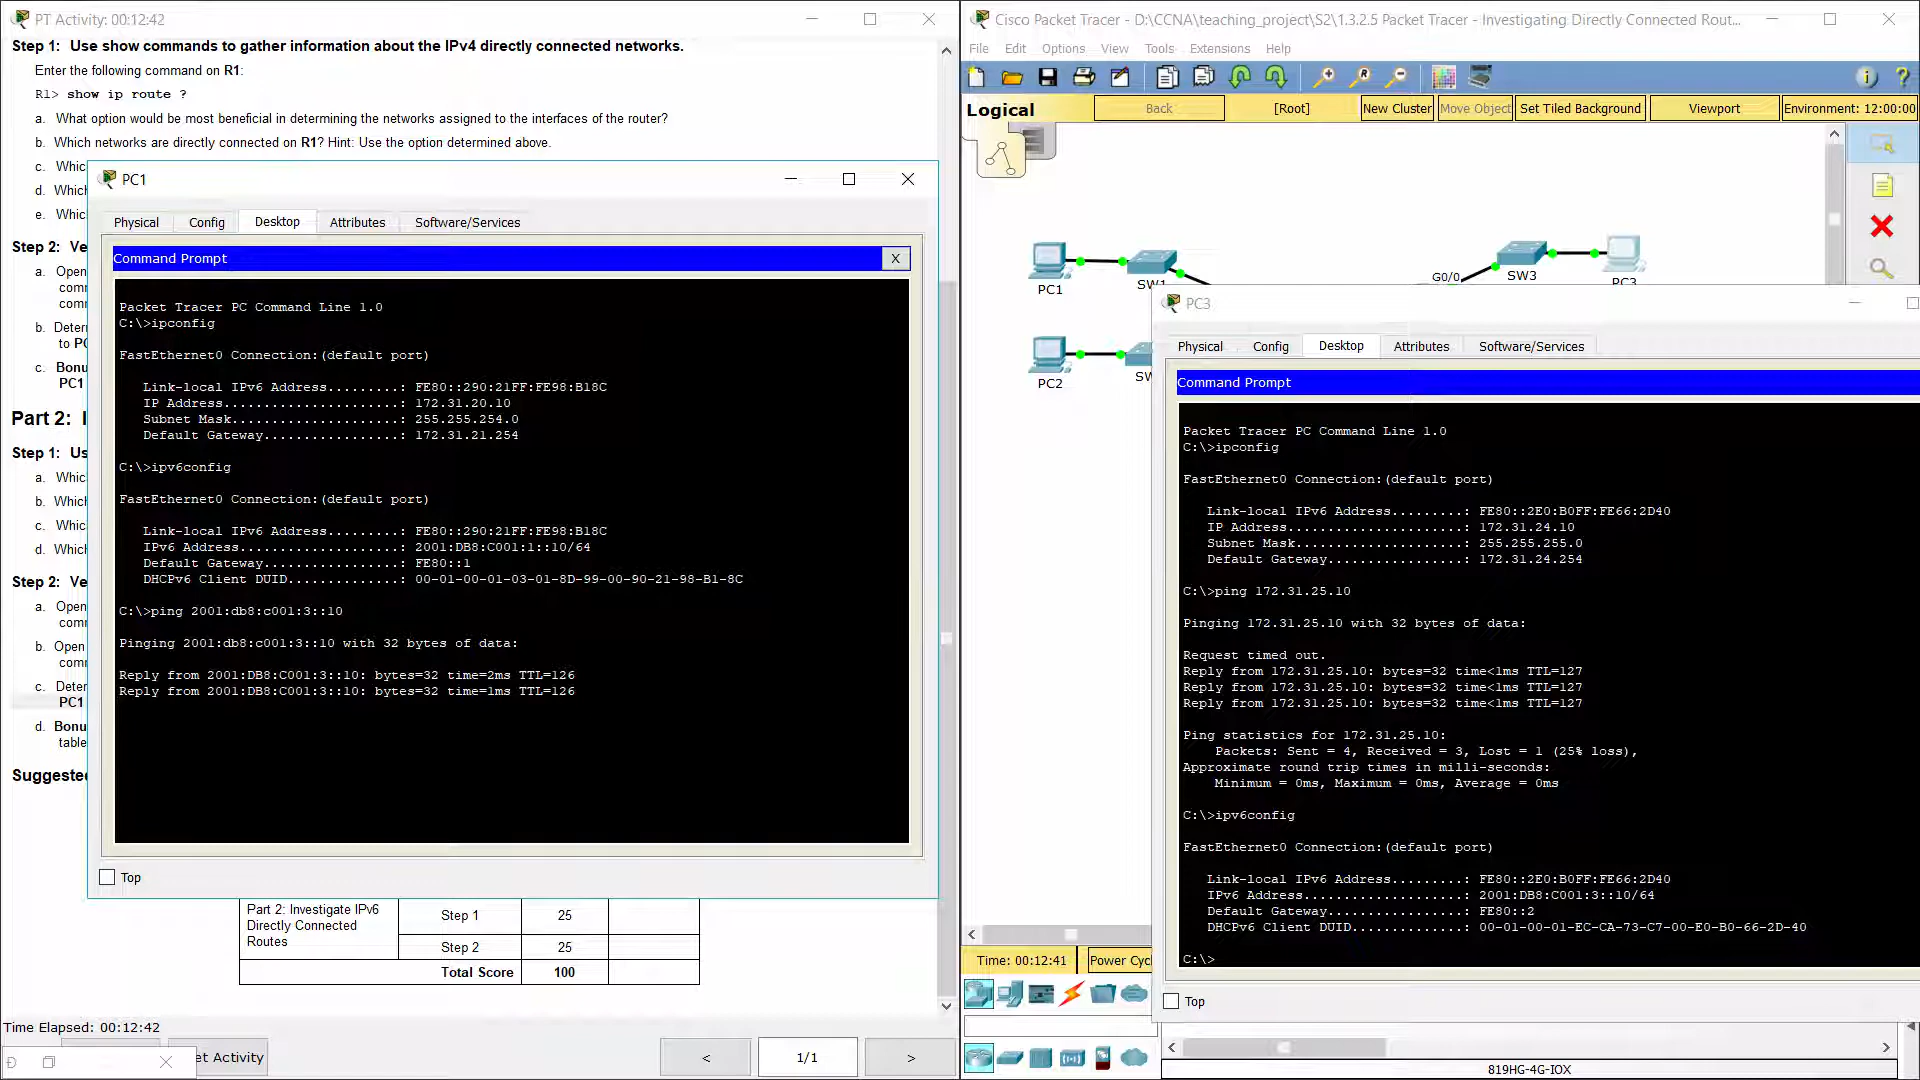 PT Activity: 00:12:42
Step 1: Use show commands to gather information about the IPv4 directly connected networks.
Enter the following command on R1:
R1> show ip route ?
a. What option would be most beneficial in determining the networks assigned to the interfaces of the router?
b. Which networks are directly connected on R1? Hint: Use the option determined above.
c.
d.
e.
Step 2:
a. Open
b.
to
c.
PC1
Part 2:
Step 1:
a.
b.
c.
d.
Step 2:
a. Open
b. Open
c.
PC1
d.
table
PC1
Physical
Config
Desktop
Attributes
Software/Services
Command Prompt
X
Packet Tracer PC Command Line 1.0
C:\>ipconfig
FastEthernet0 Connection:(default port)
Link-local IPv6 Address.........: FE80::290:21FF:FE98:B18C
IP Address......................: 172.31.20.10
Subnet Mask.....................: 255.255.254.0
Default Gateway.................: 172.31.21.254
C:\>ipv6config
FastEthernet0 Connection:(default port)
Link-local IPv6 Address.........: FE80::290:21FF:FE98:B18C
IPv6 Address....................: 2001:DB8:C001:1::10/64
Default Gateway.................: FE80::1
DHCPv6 Client DUID..............: 00-01-00-01-03-01-8D-99-00-90-21-98-B1-8C
C:\>ping 2001:db8:c001:3::10
Pinging 2001:db8:c001:3::10 with 32 bytes of data:
Reply from 2001:DB8:C001:3::10: bytes=32 time=2ms TTL=126
Reply from 2001:DB8:C001:3::10: bytes=32 time=1ms TTL=126
Top
Part 2: Investigate IPv6 Directly Connected Routes
Step 1 25
Step 2 25
Total Score 100
Time Elapsed: 00:12:42
et Activity
<
1/1
>
Cisco Packet Tracer - D:\CCNA\teaching_project\S2\1.3.2.5 Packet Tracer - Investigating Directly Connected Rout...
File Edit Options View Tools Extensions Help
Logical
Back
[Root]
New Cluster
Move Object
Set Tiled Background
Viewport
Environment: 12:00:00
PC1
G0/0
SW3
PC3
PC2
PC3
Physical
Config
Desktop
Attributes
Software/Services
Command Prompt
Packet Tracer PC Command Line 1.0
C:\>ipconfig
FastEthernet0 Connection:(default port)
Link-local IPv6 Address.........: FE80::2E0:B0FF:FE66:2D40
IP Address......................: 172.31.24.10
Subnet Mask.....................: 255.255.255.0
Default Gateway.................: 172.31.24.254
C:\>ping 172.31.25.10
Pinging 172.31.25.10 with 32 bytes of data:
Request timed out.
Reply from 172.31.25.10: bytes=32 time<1ms TTL=127
Reply from 172.31.25.10: bytes=32 time<1ms TTL=127
Reply from 172.31.25.10: bytes=32 time<1ms TTL=127
Ping statistics for 172.31.25.10:
Packets: Sent = 4, Received = 3, Lost = 1 (25% loss),
Approximate round trip times in milli-seconds:
Minimum = 0ms, Maximum = 0ms, Average = 0ms
C:\>ipv6config
FastEthernet0 Connection:(default port)
Link-local IPv6 Address.........: FE80::2E0:B0FF:FE66:2D40
IPv6 Address....................: 2001:DB8:C001:3::10/64
Default Gateway.................: FE80::2
DHCPv6 Client DUID..............: 00-01-00-01-EC-CA-73-C7-00-E0-B0-66-2D-40
C:\>
Top
Time: 00:12:41
Power Cyc
819HG-4G-IOX